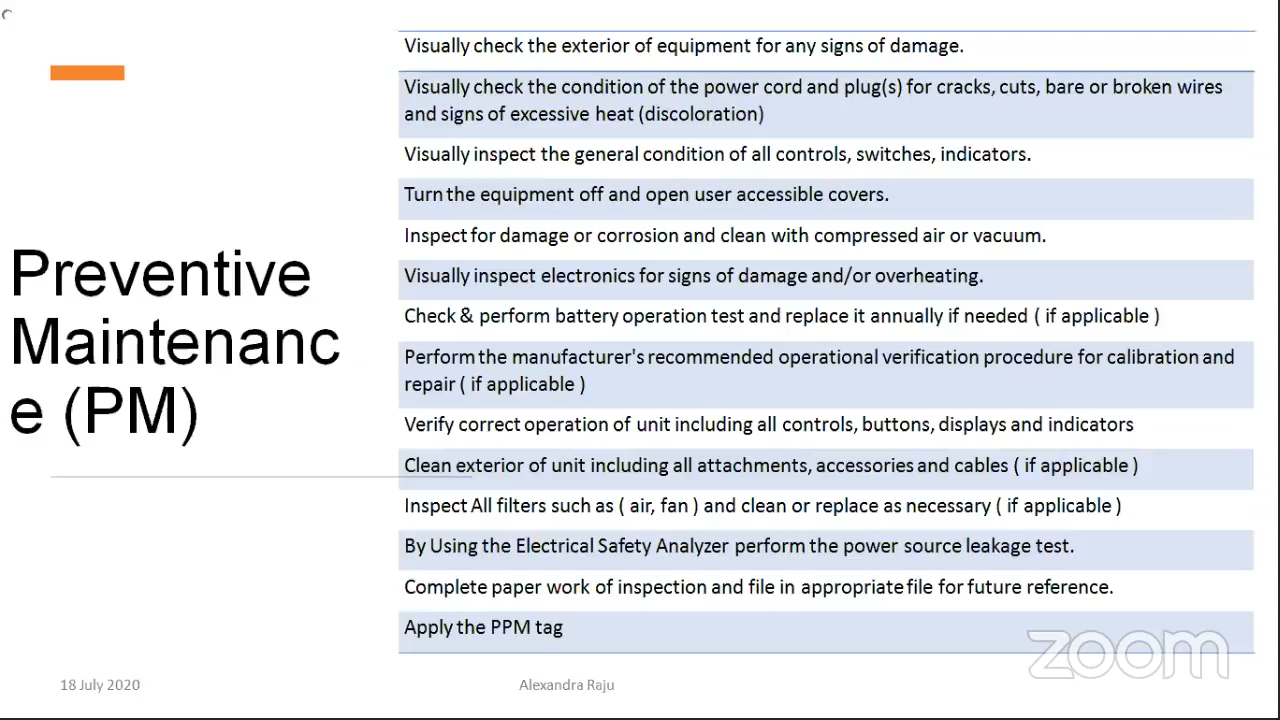 Preventive
Maintenanc
e (PM)
Visually check the exterior of equipment for any signs of damage.
Visually check the condition of the power cord and plug(s) for cracks, cuts, bare or broken wires
and signs of excessive heat (discoloration)
Visually inspect the general condition of all controls, switches, indicators.
Turn the equipment off and open user accessible covers.
Inspect for damage or corrosion and clean with compressed air or vacuum.
Visually inspect electronics for signs of damage and/or overheating.
Check & perform battery operation test and replace it annually if needed ( if applicable )
Perform the manufacturer's recommended operational verification procedure for calibration and
repair ( if applicable )
Verify correct operation of unit including all controls, buttons, displays and indicators
Clean exterior of unit including all attachments, accessories and cables ( if applicable )
Inspect All filters such as ( air, fan ) and clean or replace as necessary ( if applicable )
By Using the Electrical Safety Analyzer perform the power source leakage test.
Complete paper work of inspection and file in appropriate file for future reference.
Apply the PPM tag
zoom
18 July 2020
Alexandra Raju